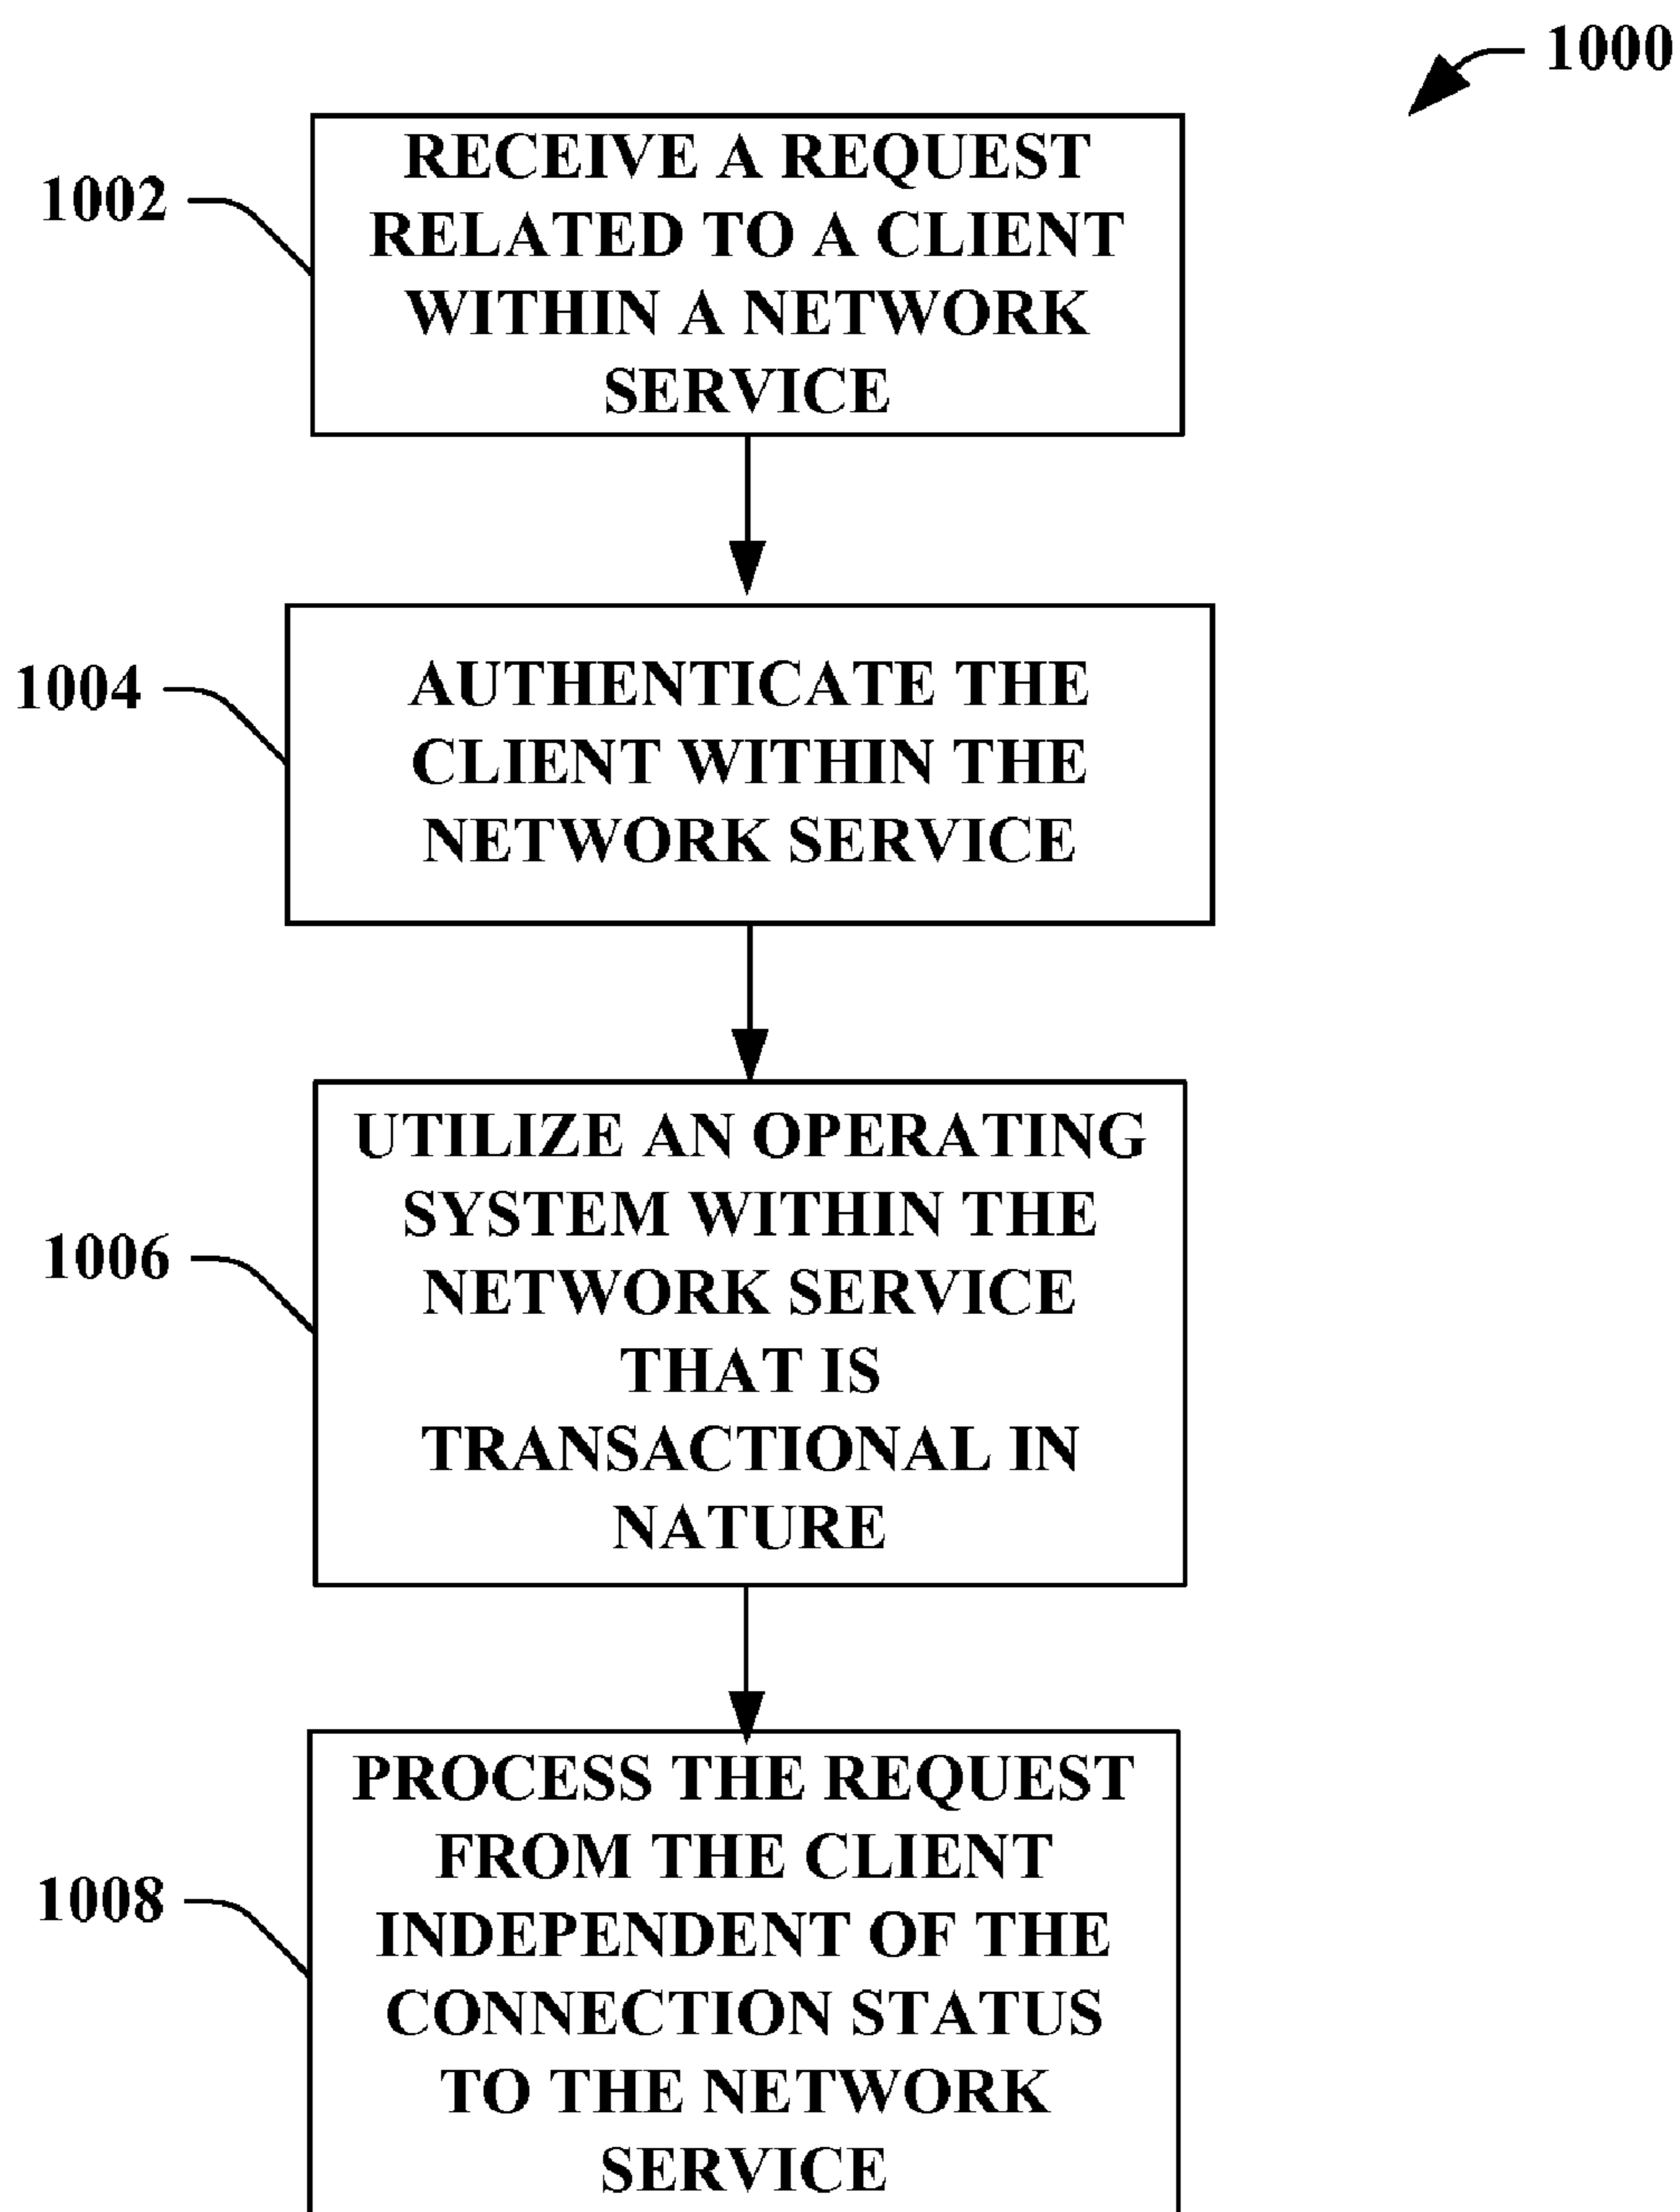 1000
1002
RECEIVE A REQUEST
RELATED TO A CLIENT
WITHIN A NETWORK
SERVICE
1004
AUTHENTICATE THE
CLIENT WITHIN THE
NETWORK SERVICE
1006
UTILIZE AN OPERATING
SYSTEM WITHIN THE
NETWORK SERVICE
THAT IS
TRANSACTIONAL IN
NATURE
1008
PROCESS THE REQUEST
FROM THE CLIENT
INDEPENDENT OF THE
CONNECTION STATUS
TO THE NETWORK
SERVICE